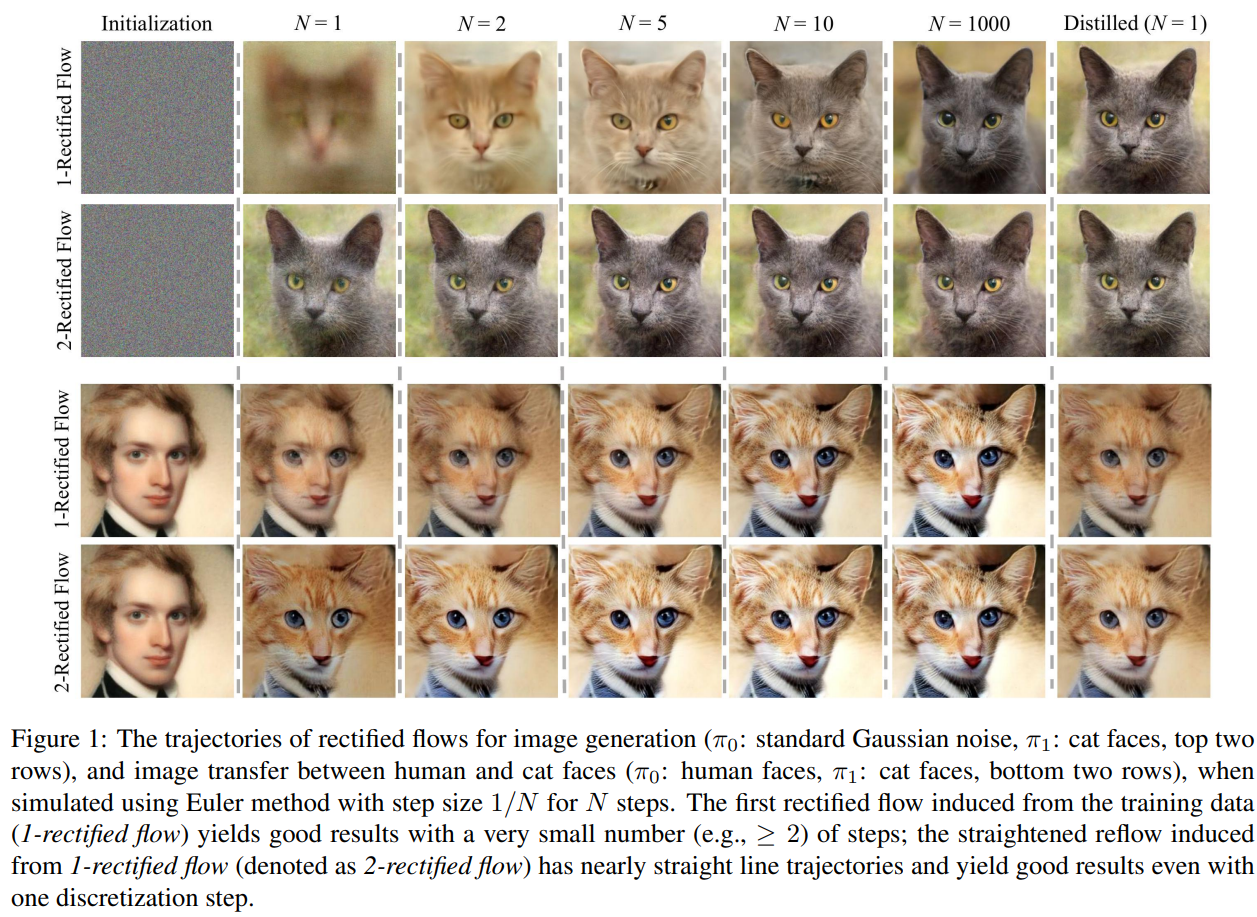 Initialization N = 1 N = 2 N = 5 N = 10 N = 1000 Distilled (N = 1)
1-Rectified Flow
2-Rectified Flow
1-Rectified Flow
2-Rectified Flow
Figure 1: The trajectories of rectified flows for image generation (π₀: standard Gaussian noise, π₁: cat faces, top two
rows), and image transfer between human and cat faces (π₀: human faces, π₁: cat faces, bottom two rows), when
simulated using Euler method with step size 1/N for N steps. The first rectified flow induced from the training data
(1-rectified flow) yields good results with a very small number (e.g., ≥ 2) of steps; the straightened reflow induced
from 1-rectified flow (denoted as 2-rectified flow) has nearly straight line trajectories and yield good results even with
one discretization step.